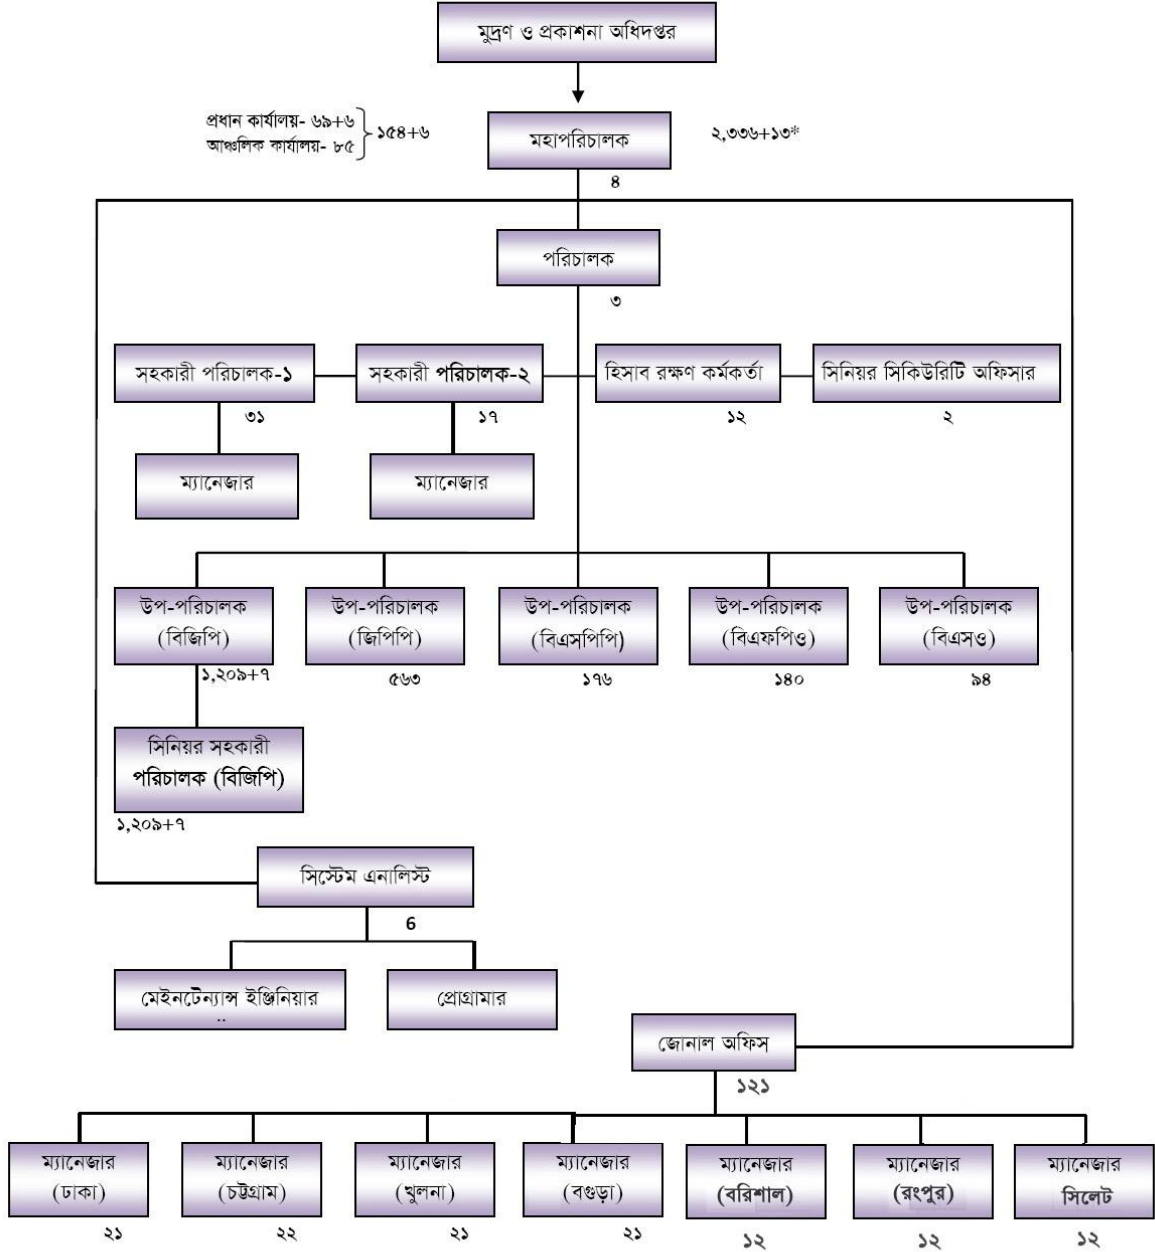 মুদ্রণ ও প্রকাশনা অধিদপ্তর
প্রধান কার্যালয়- ৬৯+৬
আঞ্চলিক কার্যালয়- ৮৫
১৫৪+৬
মহাপরিচালক
২,৩৩৬+১৩*
৪
পরিচালক
৩
সহকারী পরিচালক-১
সহকারী পরিচালক-২
হিসাব রক্ষণ কর্মকর্তা
সিনিয়র সিকিউরিটি অফিসার
৩১
১৭
১২
২
ম্যানেজার
ম্যানেজার
উপ-পরিচালক
(বিজিপি)
উপ-পরিচালক
(জিপিপি)
উপ-পরিচালক
(বিএসপিপি)
উপ-পরিচালক
(বিএফপিও)
উপ-পরিচালক
(বিএসও)
১,২০৯+৭
৫৬৩
১৭৬
১৪০
৯৪
সিনিয়র সহকারী
পরিচালক (বিজিপি)
১,২০৯+৭
সিস্টেম এনালিস্ট
6
মেইনটেন্যান্স ইঞ্জিনিয়ার
..
প্রোগ্রামার
জোনাল অফিস
১২১
ম্যানেজার
(ঢাকা)
ম্যানেজার
(চট্টগ্রাম)
ম্যানেজার
(খুলনা)
ম্যানেজার
(বগুড়া)
ম্যানেজার
(বরিশাল)
ম্যানেজার
(রংপুর)
ম্যানেজার
সিলেট
২১
২২
২১
২১
১২
১২
১২